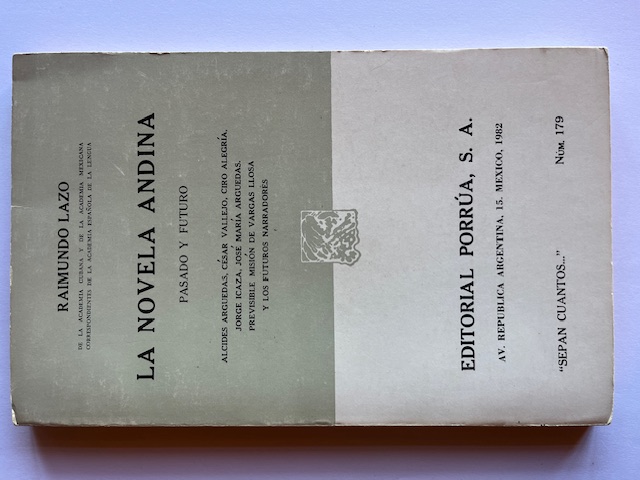 RAIMUNDO LAZO
DE LA ACADEMIA CUBANA Y DE LA ACADEMIA MEXICANA
CORRESPONDIENTES DE LA ACADEMIA ESPAÑOLA DE LA LENGUA
LA NOVELA ANDINA
PASADO Y FUTURO
ALCIDES ARGUEDAS, CÉSAR VALLEJO, CIRO ALEGRÍA,
JORGE ICAZA, JOSÉ MARÍA ARGUEDAS.
PREVISIBLE MISIÓN DE VARGAS LLOSA
Y LOS FUTUROS NARRADORES
EDITORIAL PORRÚA, S. A.
AV. REPUBLICA ARGENTINA, 15. MEXICO, 1982
"SEPAN CUANTOS..." NÚM. 179